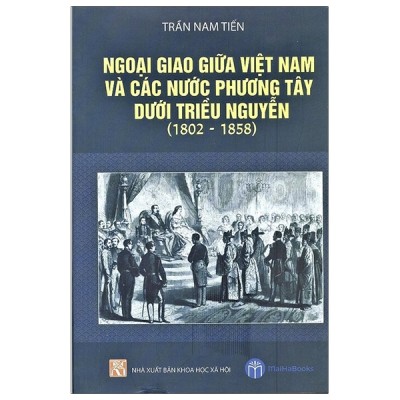 TRẦN NAM TIẾN
NGOẠI GIAO GIỮA VIỆT NAM
VÀ CÁC NƯỚC PHƯƠNG TÂY
DƯỚI TRIỀU NGUYỄN
(1802 - 1858)
NHÀ XUẤT BẢN KHOA HỌC XÃ HỘI
MaiHaBooks